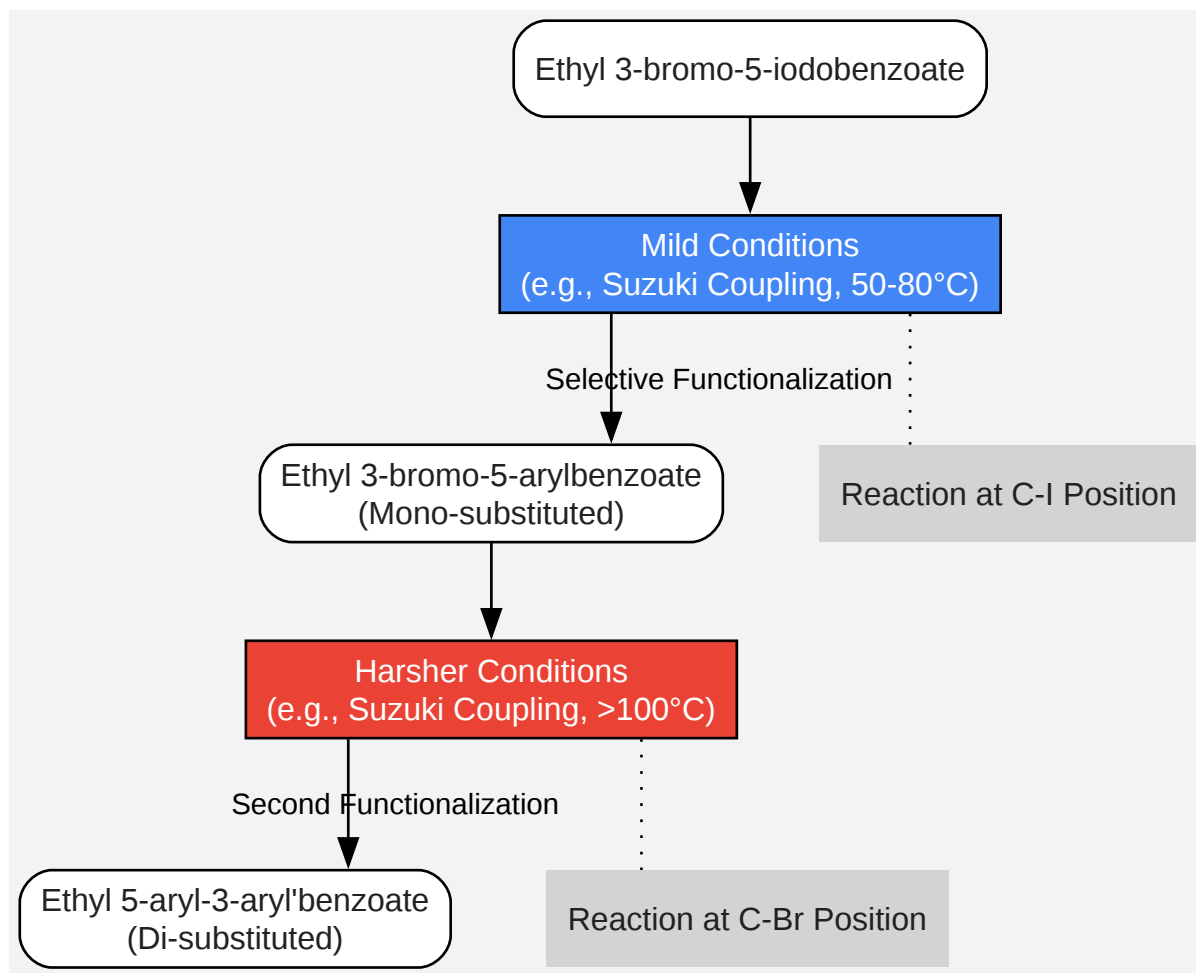 Ethyl 3-bromo-5-iodobenzoate
Mild Conditions
(e.g., Suzuki Coupling, 50-80°C)
Selective Functionalization
Ethyl 3-bromo-5-arylbenzoate
(Mono-substituted)
Reaction at C-I Position
Harsher Conditions
(e.g., Suzuki Coupling, >100°C)
Second Functionalization
Ethyl 5-aryl-3-aryl'benzoate
(Di-substituted)
Reaction at C-Br Position